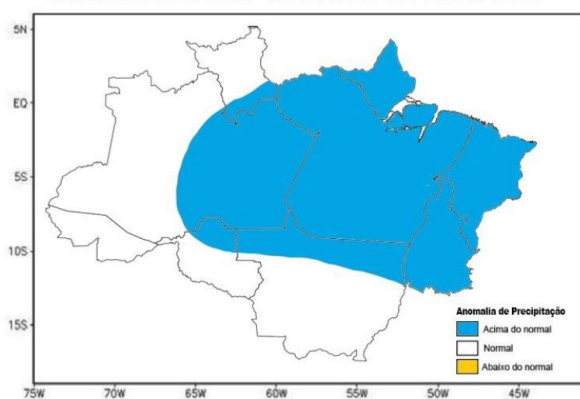 5N
EQ
5S
10S
15S
75W 70W 65W 60W 55W 50W 45W
Anomalia de Precipitação
Acima do normal
Normal
Abaixo do normal